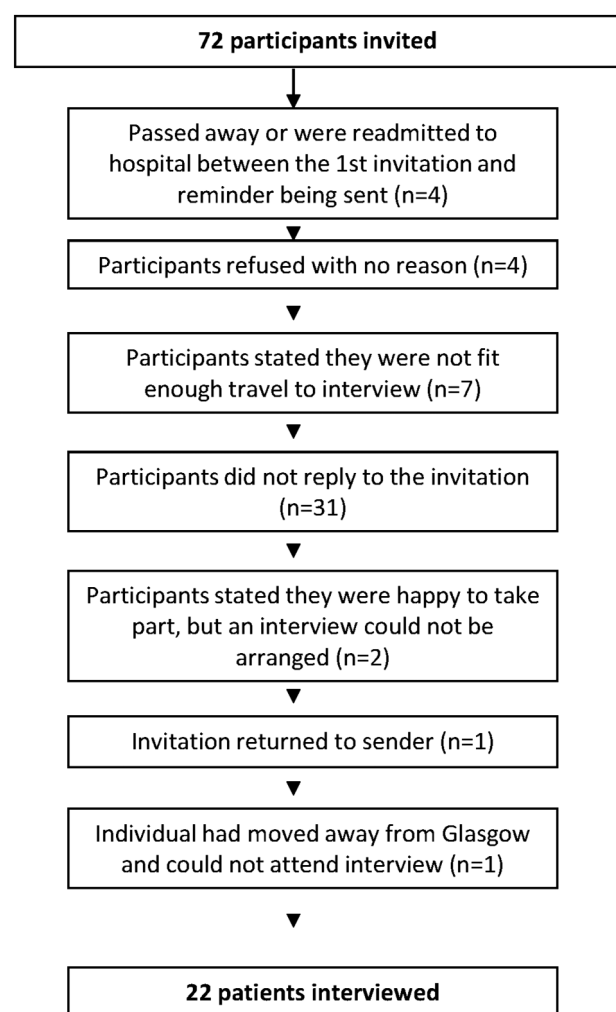 72 participants invited
Passed away or were readmitted to
hospital between the 1st invitation and
reminder being sent (n=4)
Participants refused with no reason (n=4)
Participants stated they were not fit
enough travel to interview (n=7)
Participants did not reply to the invitation
(n=31)
Participants stated they were happy to take
part, but an interview could not be
arranged (n=2)
Invitation returned to sender (n=1)
Individual had moved away from Glasgow
and could not attend interview (n=1)
22 patients interviewed